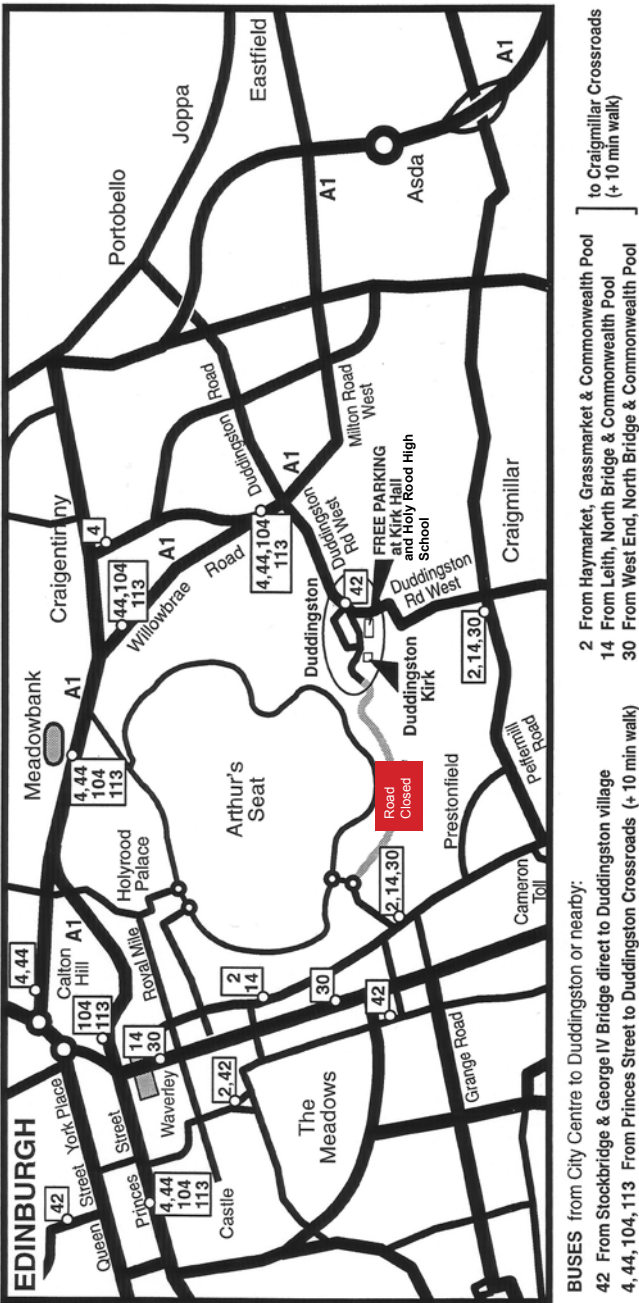 EDINBURGH
42
Queen
Street
York Place
4,44
Calton
Hill
A1
104
113
Princes
Street
4,44
104
113
Waverley
14
30
Castle
Royal Mile
Holyrood
Palace
2,42
2
14
30
42
The
Meadows
Grange Road
2,14,30
Cameron
Toll
Meadowbank
A1
4,44
104
113
Arthur's
Seat
Road
Closed
Prestonfield
Pettermill
Road
Craigentinny
4
44,104
113
A1
Willowbrae
Road
4,44,104
113
Duddingston
Road
A1
Milton Road
West
Duddingston
Rd West
Duddingston
42
FREE PARKING
at Kirk Hall
and Holy Rood High
School
Duddingston
Kirk
Duddingston
Rd West
2,14,30
Craigmillar
Portobello
Joppa
Eastfield
A1
Asda
A1
BUSES from City Centre to Duddingston or nearby:
42 From Stockbridge & George IV Bridge direct to Duddingston village
4,44,104,113 From Princes Street to Duddingston Crossroads (+ 10 min walk)
2 From Haymarket, Grassmarket & Commonwealth Pool
14 From Leith, North Bridge & Commonwealth Pool
30 From West End, North Bridge & Commonwealth Pool
to Craigmillar Crossroads
(+ 10 min walk)